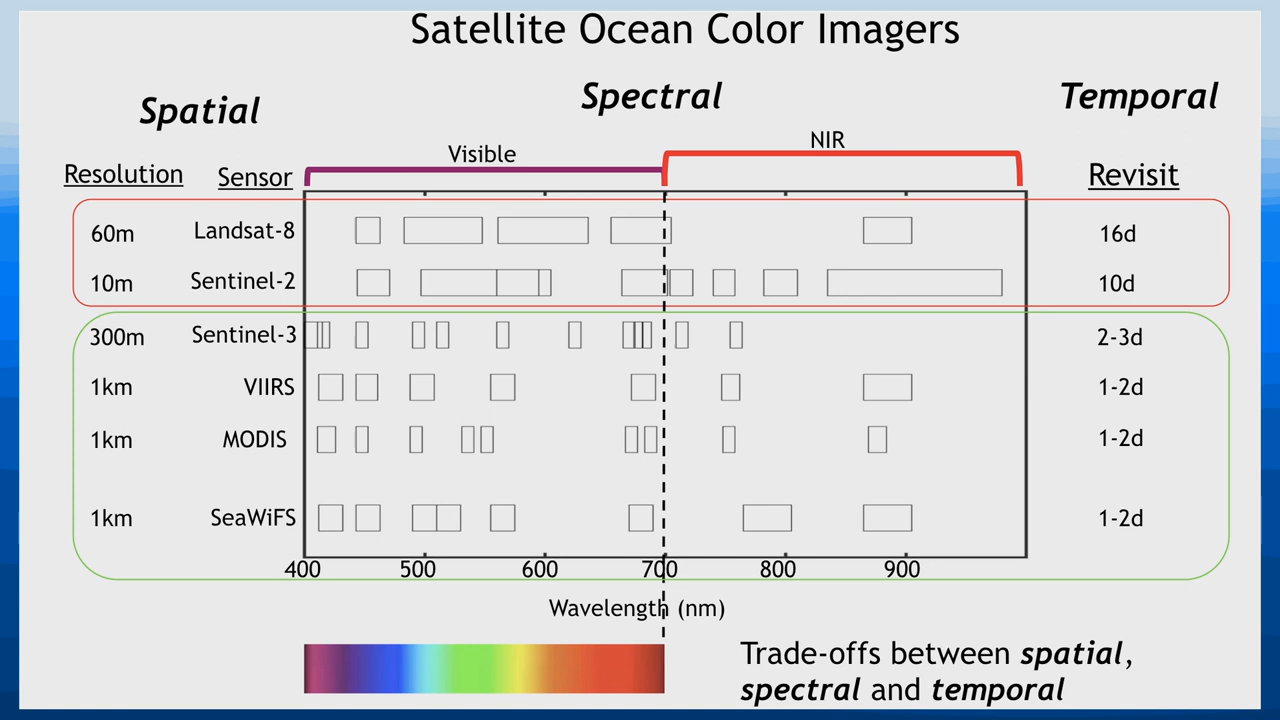 Satellite Ocean Color Imagers
Spatial
Spectral
Temporal
Visible
NIR
Resolution
Sensor
Revisit
60m Landsat-8 16d
10m Sentinel-2 10d
300m Sentinel-3 2-3d
1km VIIRS 1-2d
1km MODIS 1-2d
1km SeaWiFS 1-2d
400 500 600 700 800 900
Wavelength (nm)
Trade-offs between spatial,
spectral and temporal